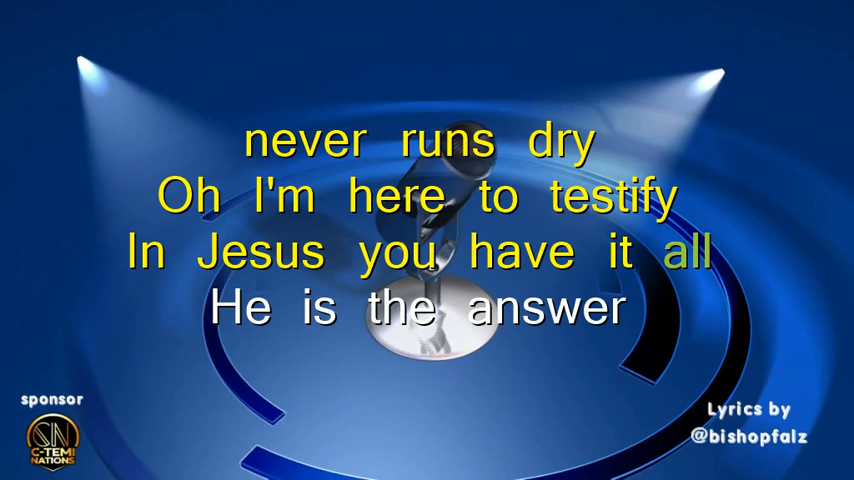 never runs dry
Oh I'm here to testify
In Jesus you have it all
He is the answer
sponsor
SN
C-TEMI
NATIONS
Lyrics by
@bishopfalz